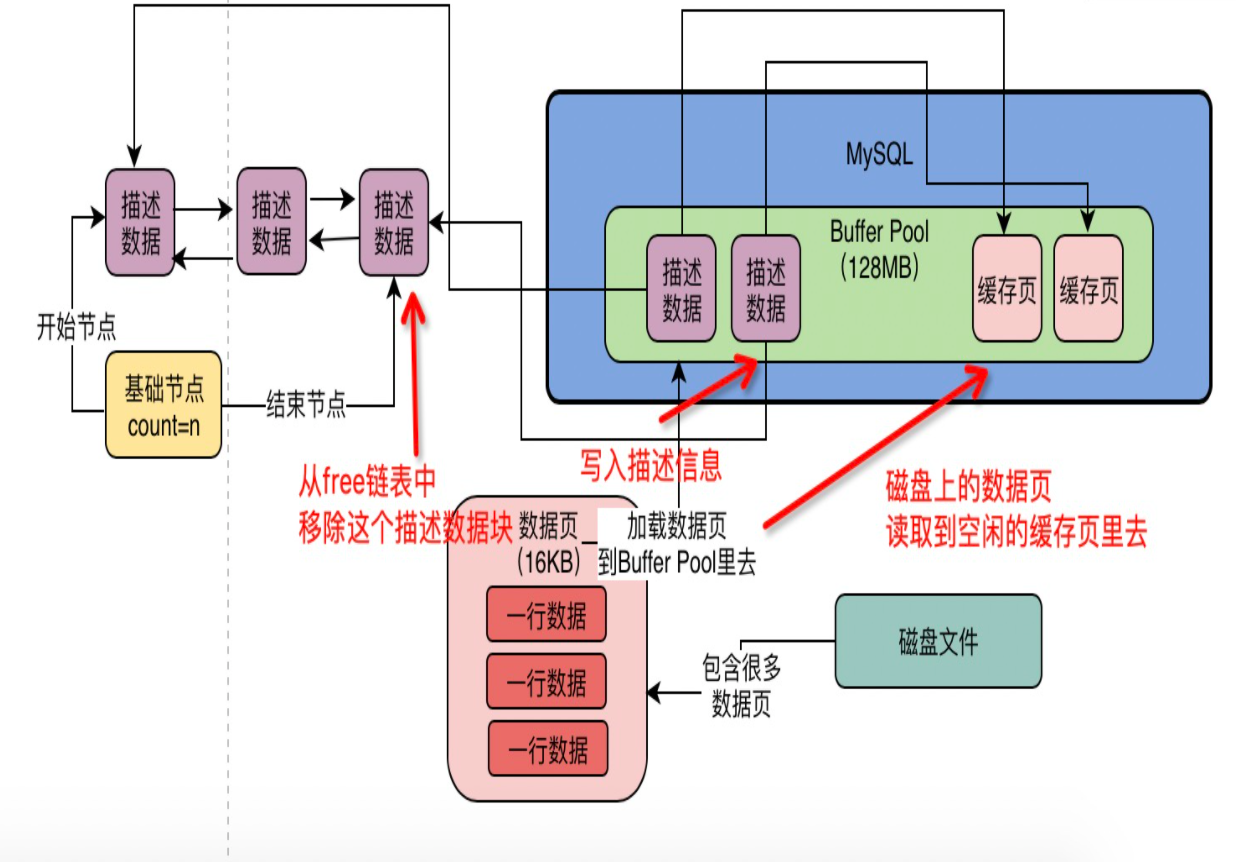 MySQL
描述
数据
描述
数据
描述
数据
Buffer Pool
(128MB)
描述
数据
描述
数据
缓存页
缓存页
开始节点
基础节点
count=n
结束节点
从free链表中
移除这个描述数据块
写入描述信息
磁盘上的数据页
读取到空闲的缓存页里去
数据页
(16KB)
加载数据页
到Buffer Pool里去
一行数据
一行数据
一行数据
磁盘文件
包含很多
数据页